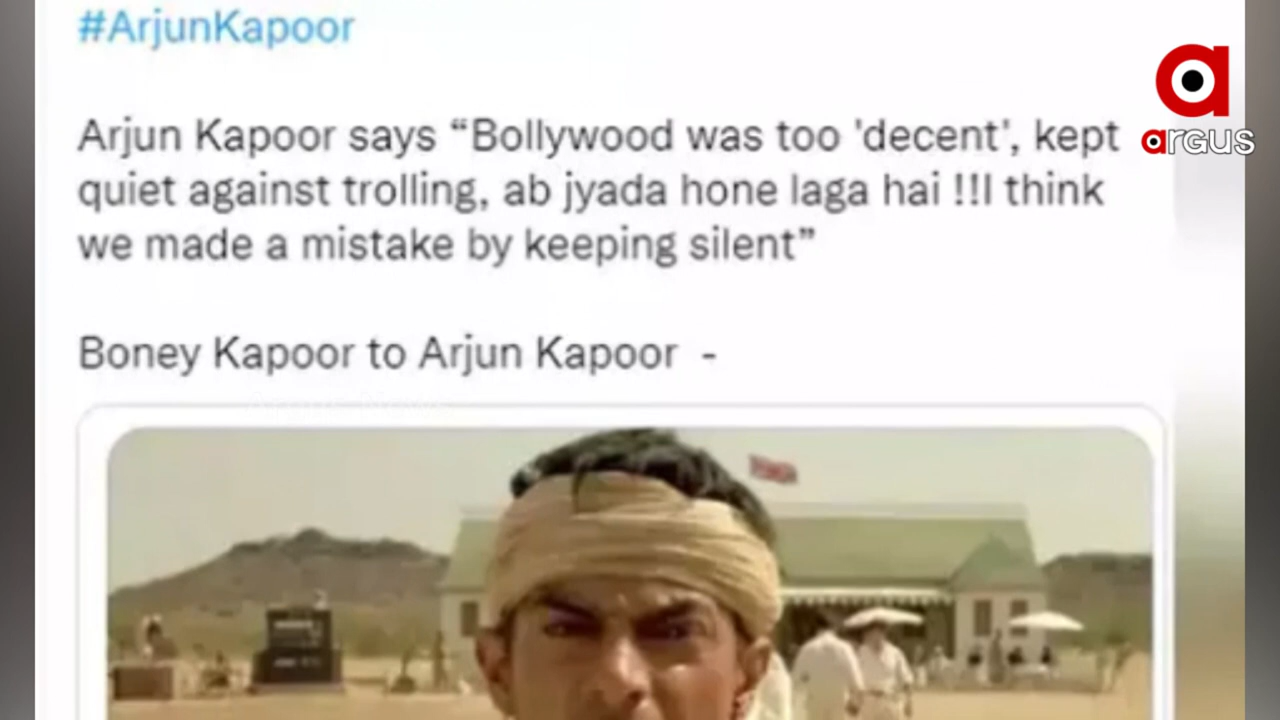 #ArjunKapoor
Arjun Kapoor says “Bollywood was too 'decent', kept
quiet against trolling, ab jyada hone laga hai !!I think
we made a mistake by keeping silent”
Boney Kapoor to Arjun Kapoor -
a
argus